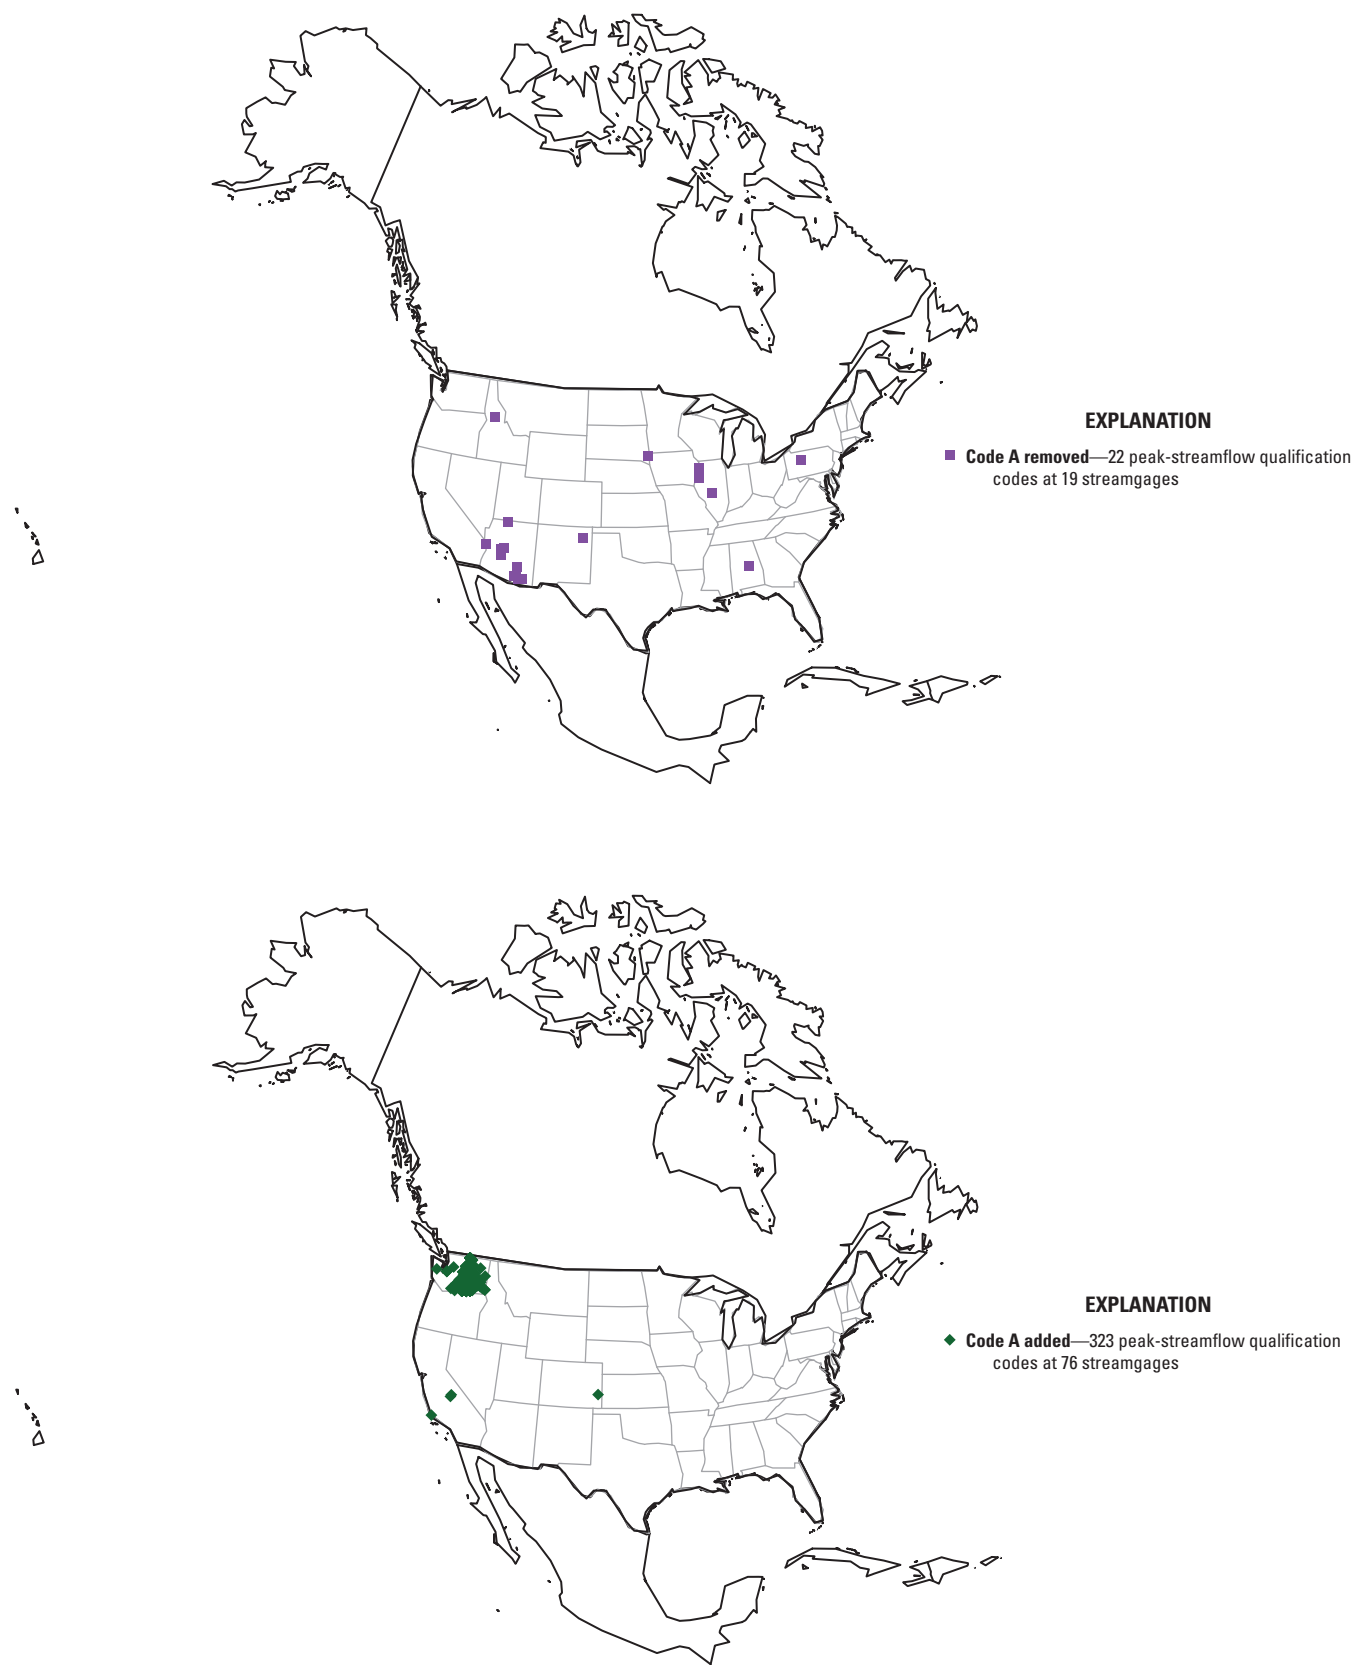 EXPLANATION
Code A removed—22 peak-streamflow qualification
codes at 19 streamgages
EXPLANATION
Code A added—323 peak-streamflow qualification
codes at 76 streamgages